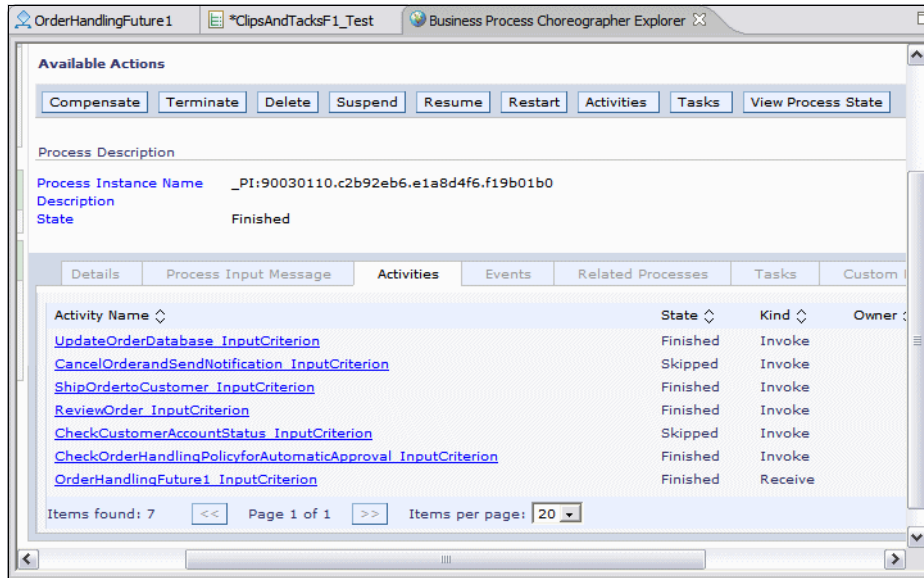 OrderHandlingFuture1 *ClipsAndTasksF1_Test Business Process Choreographer Explorer
Available Actions
Compensate Terminate Delete Suspend Resume Restart Activities Tasks View Process State
Process Description
Process Instance Name _PI:90030110.c2b92eb6.e1a8d4f6.f19b01b0
Description
State Finished
Details Process Input Message Activities Events Related Processes Tasks Custom
Activity Name State Kind Owner
UpdateOrderDatabase_InputCriterion Finished Invoke
CancelOrderandSendNotification_InputCriterion Skipped Invoke
ShipOrdertoCustomer_InputCriterion Finished Invoke
ReviewOrder_InputCriterion Finished Invoke
CheckCustomerAccountStatus_InputCriterion Skipped Invoke
CheckOrderHandlingPolicyforAutomaticApproval_InputCriterion Finished Invoke
OrderHandlingFuture1_InputCriterion Finished Receive
Items found: 7 << Page 1 of 1 >> Items per page: 20